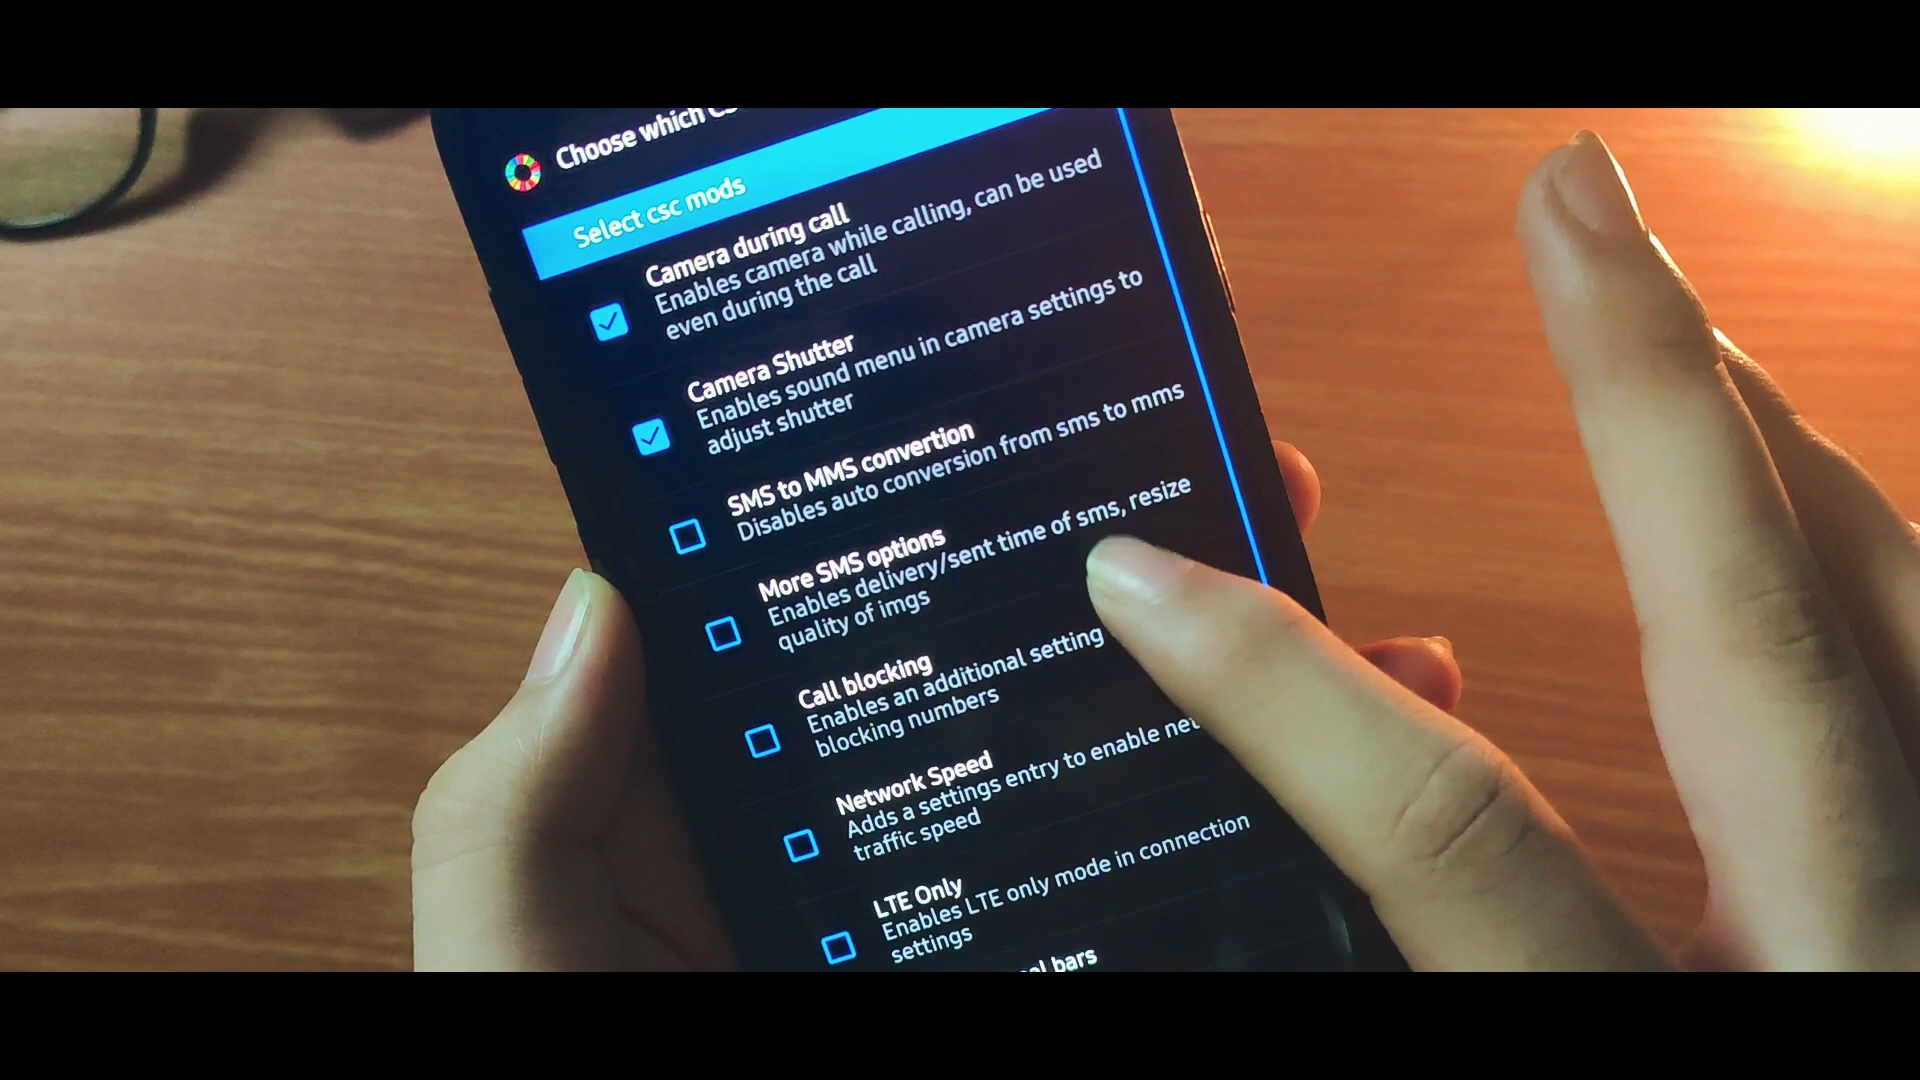 Choose which
Select csc mods
Camera during call
Enables camera while calling, can be used
even during the call
Camera Shutter
Enables sound menu in camera settings to
adjust shutter
SMS to MMS convertion
Disables auto conversion from sms to mms
More SMS options
Enables delivery/sent time of sms, resize
quality of imgs
Call blocking
Enables an additional setting
blocking numbers
Network Speed
Adds a settings entry to enable
traffic speed
LTE Only
Enables LTE only mode in connection
settings
bars